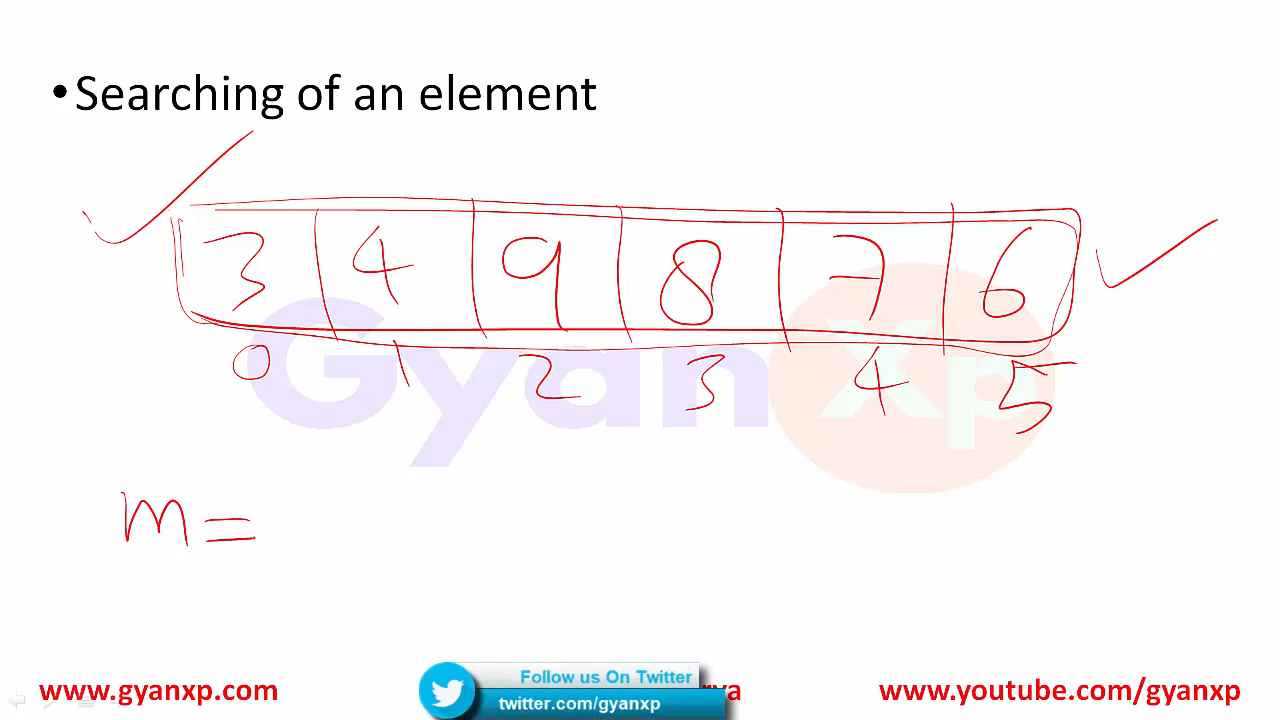 •Searching of an element
3 4 9 8 7 6
0 1 2 3 4 5
GyanXp
m =
Follow us On Twitter
www.gyanxp.com twitter.com/gyanxp www.youtube.com/gyanxp